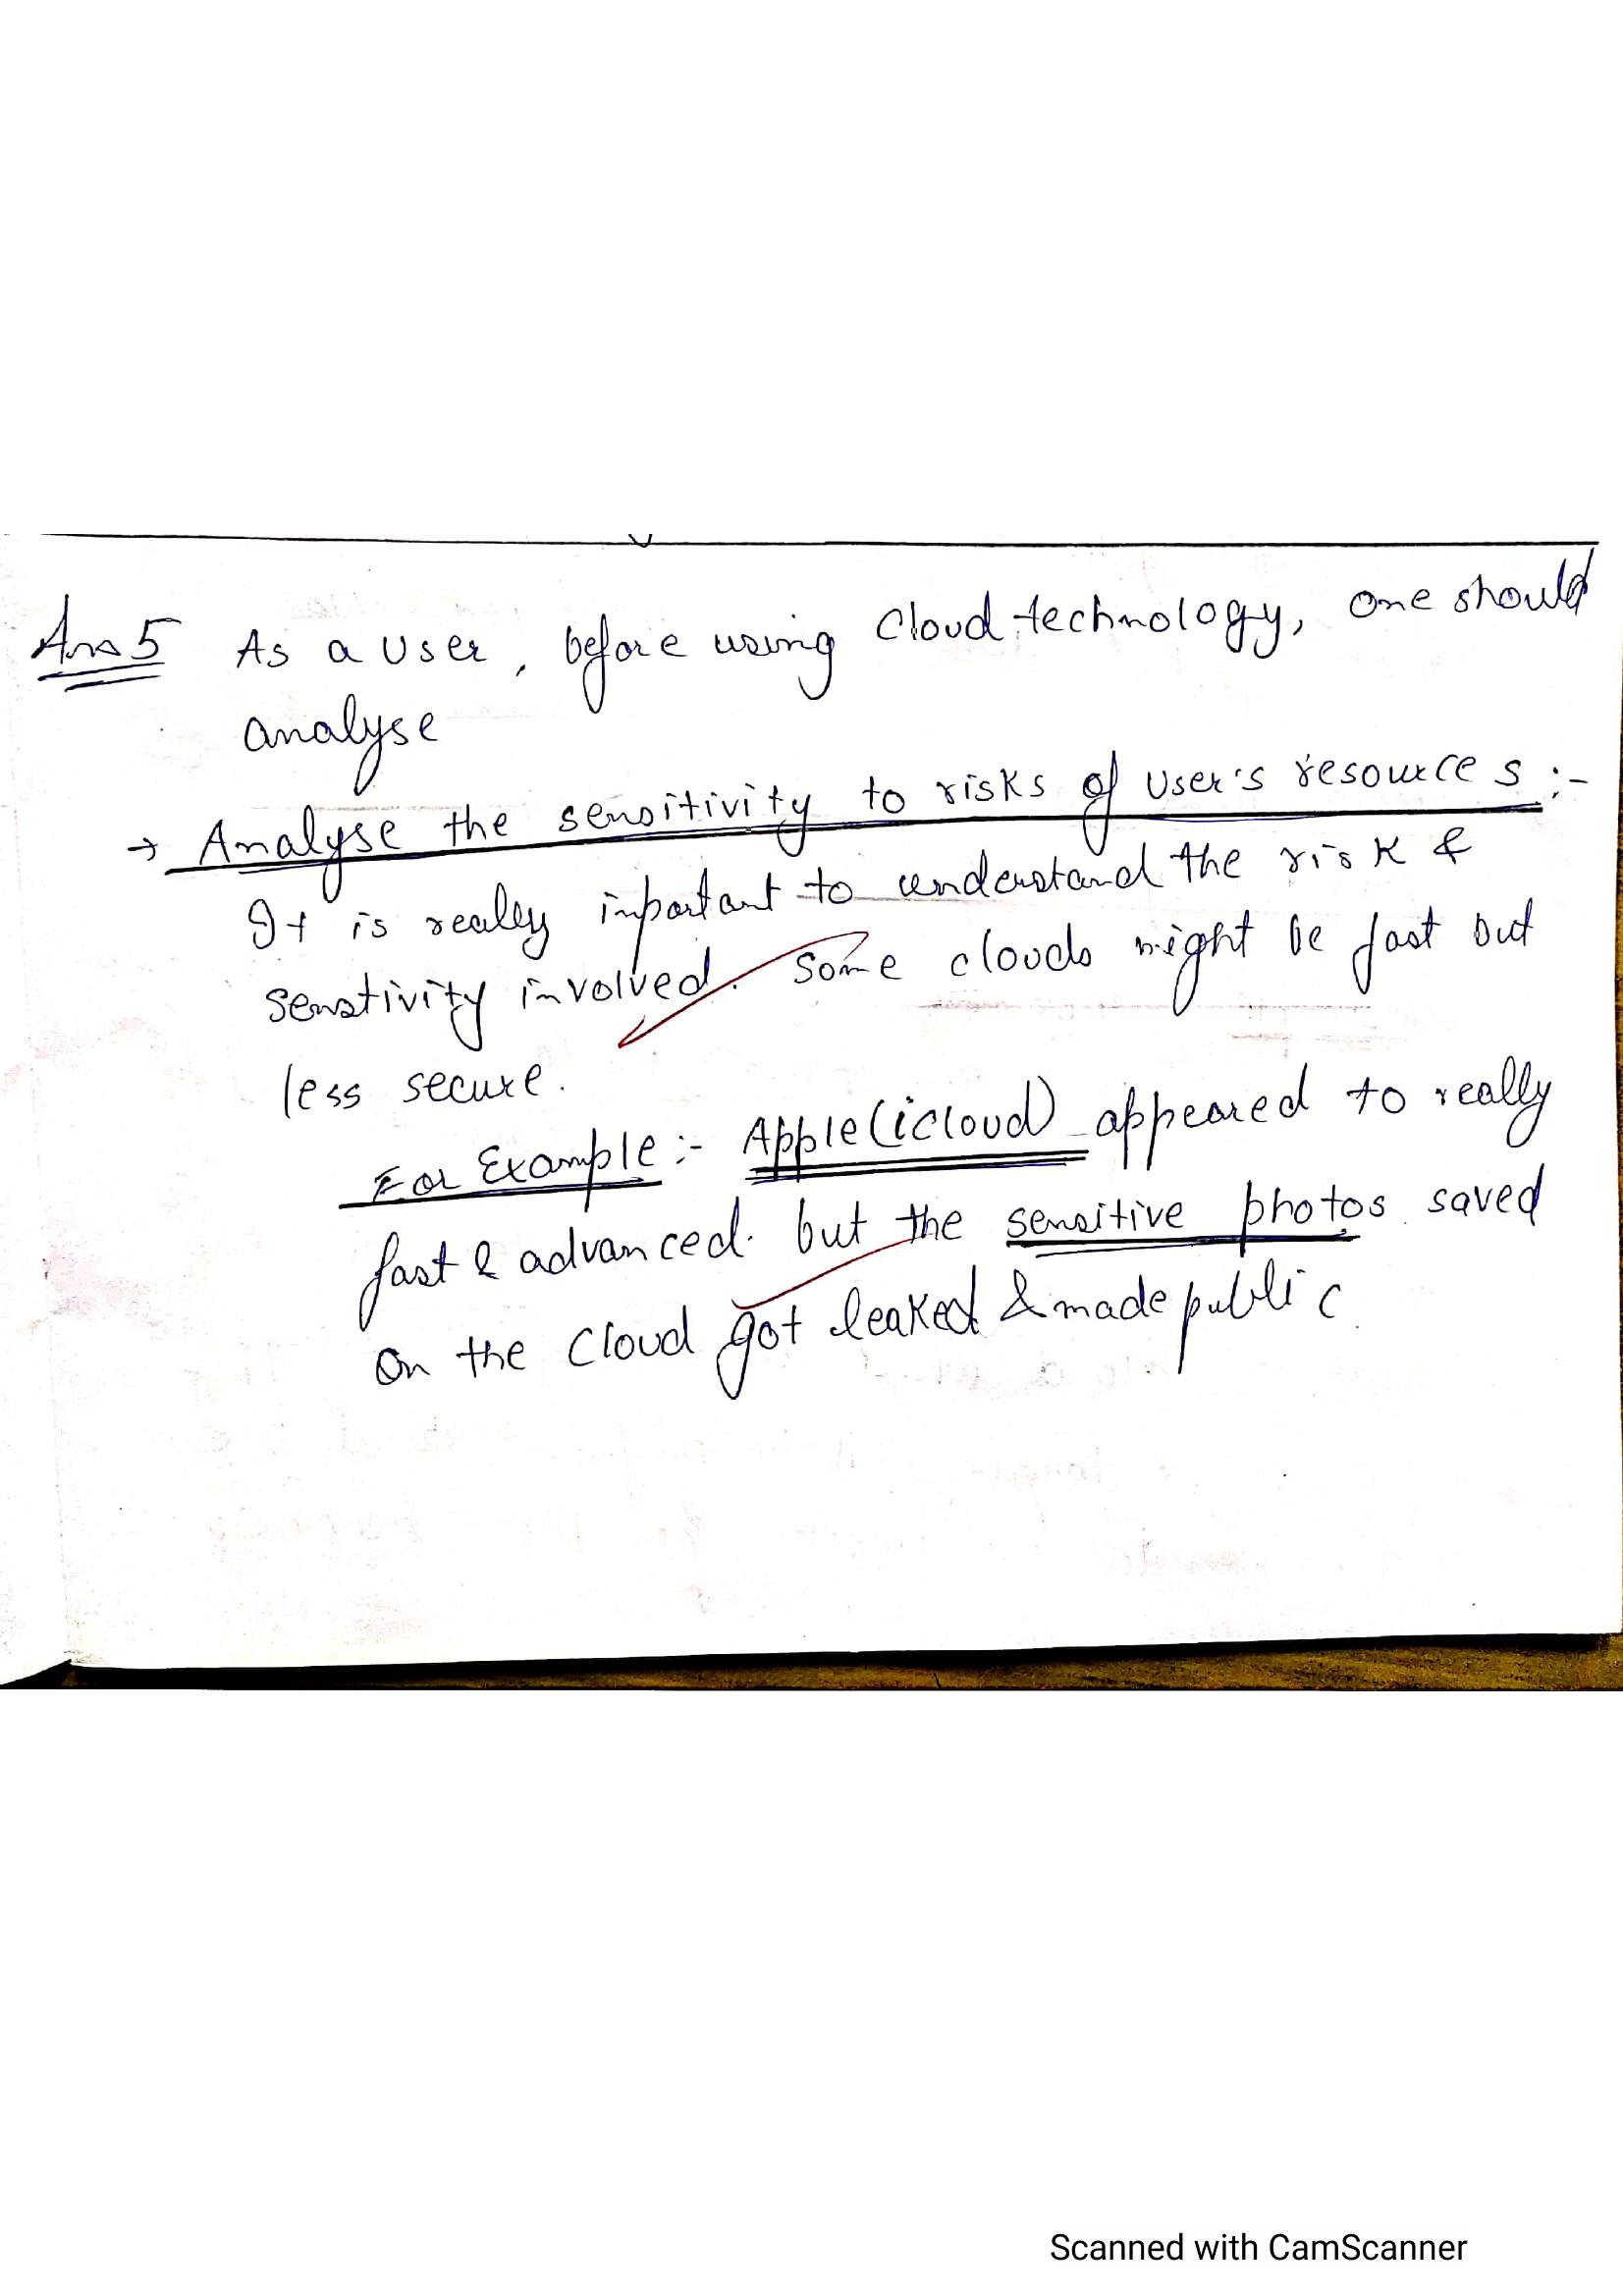 Ans 5 As a user, before using cloud technology, one should
analyse
→ Analyse the sensitivity to risks of user's resources :-
It is really important to understand the risk &
senstivity involved. Some clouds might be fast but
less secure.
For Example :- Apple (icloud) appeared to really
fast & advanced. but the sensitive photos saved
on the cloud got leaked & made public.
Scanned with CamScanner